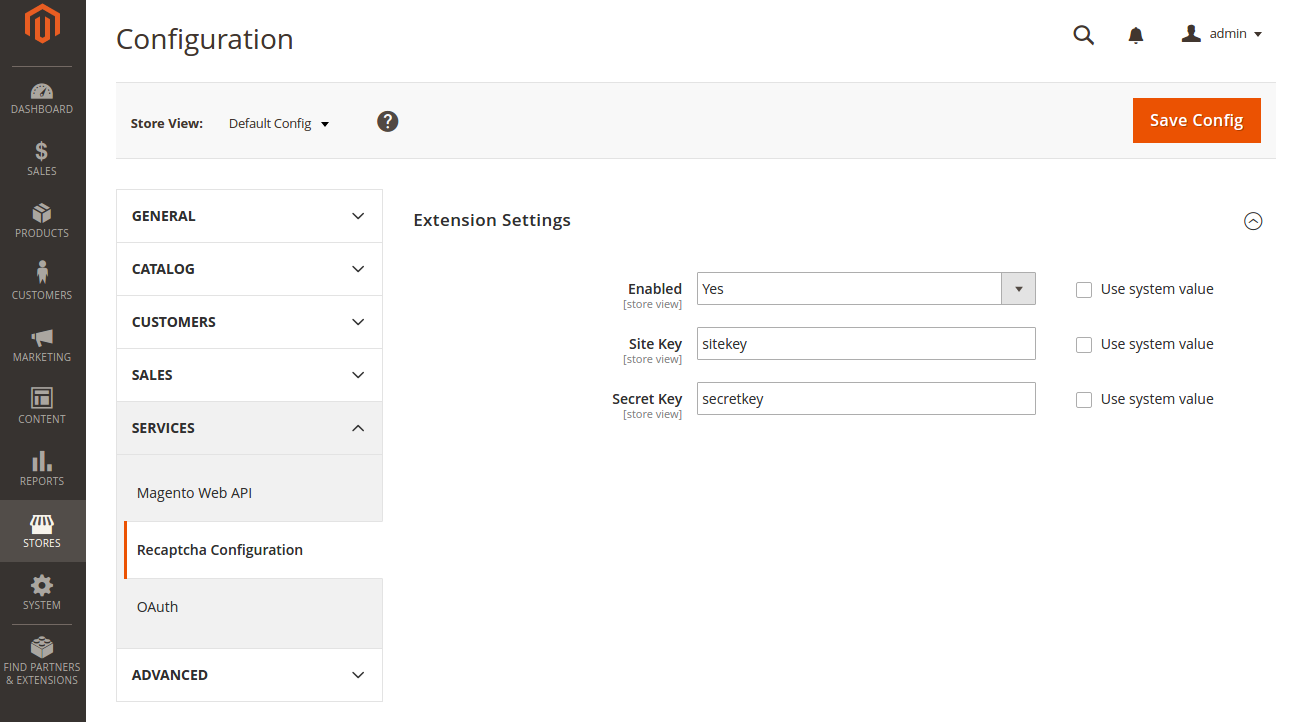 Configuration
admin
Store View: Default Config ?
Save Config
DASHBOARD
SALES
PRODUCTS
CUSTOMERS
MARKETING
CONTENT
REPORTS
STORES
SYSTEM
FIND PARTNERS
& EXTENSIONS
GENERAL
CATALOG
CUSTOMERS
SALES
SERVICES
Magento Web API
Recaptcha Configuration
OAuth
ADVANCED
Extension Settings
Enabled Yes Use system value
[store view]
Site Key sitekey Use system value
[store view]
Secret Key secretkey Use system value
[store view]